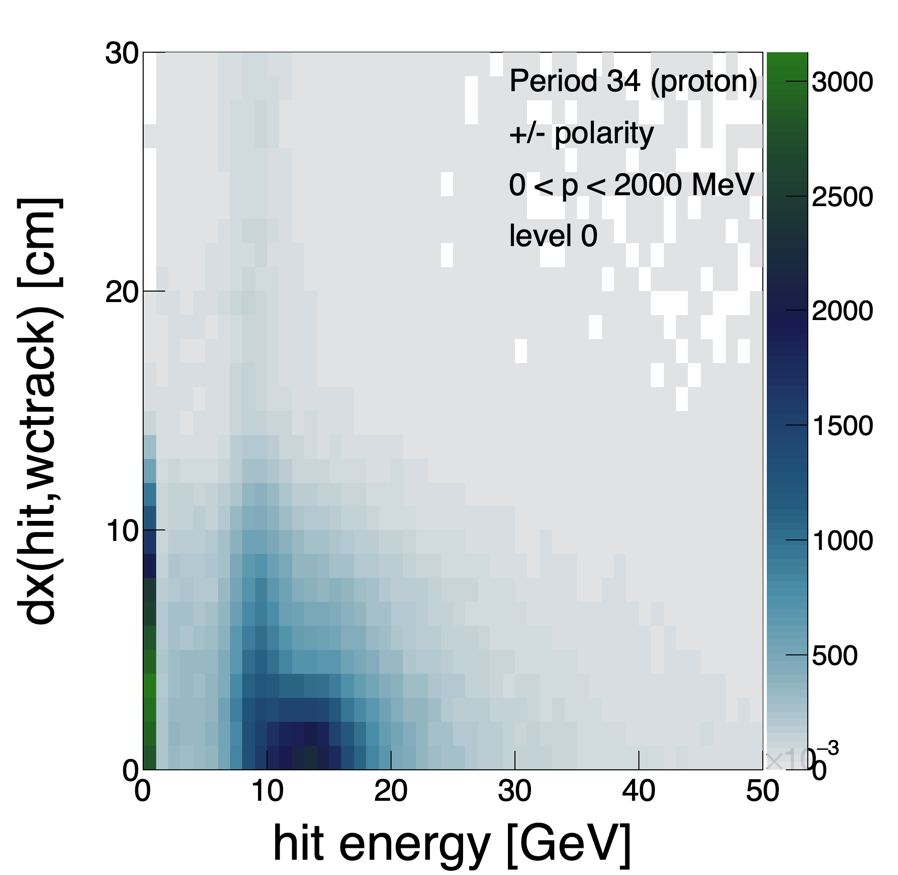 30
20
10
0
dx(hit,wctrack) [cm]
Period 34 (proton)
+/- polarity
0 < p < 2000 MeV
level 0
3000
2500
2000
1500
1000
500
0
×10⁻³
0 10 20 30 40 50
hit energy [GeV]